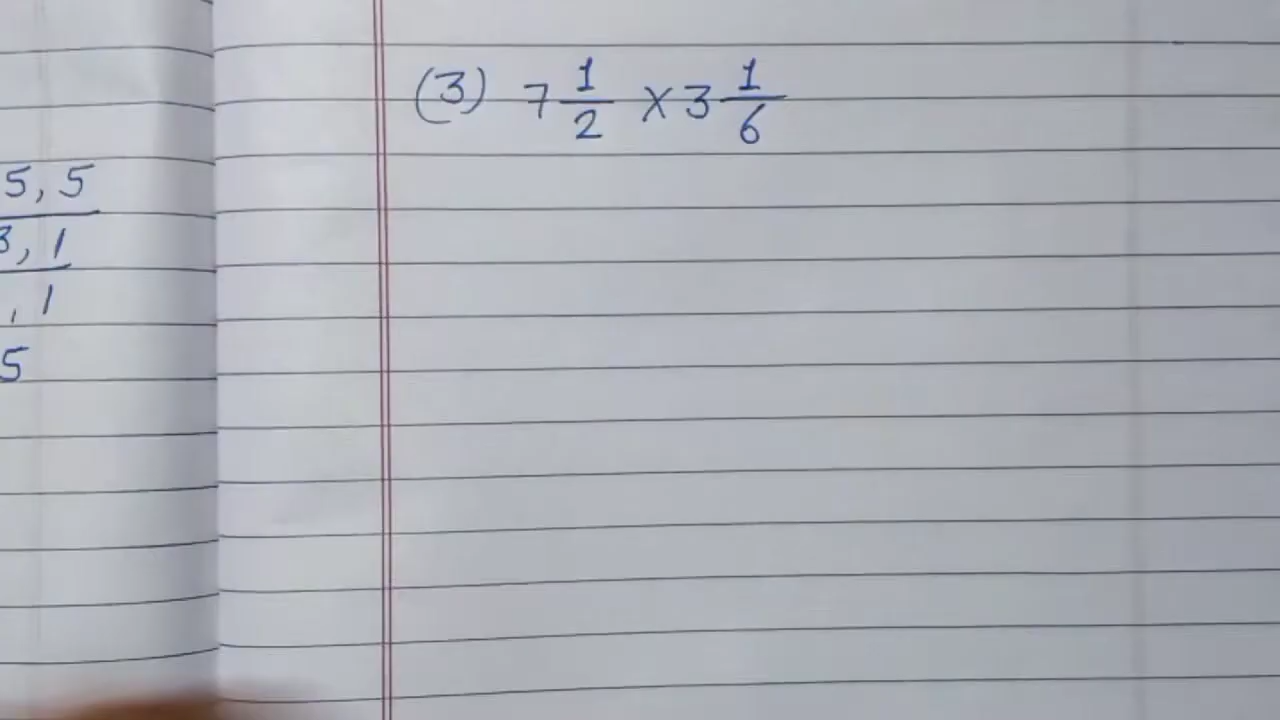 5, 5
3, 1
, 1
5
(3) 7 1/2 × 3 1/6